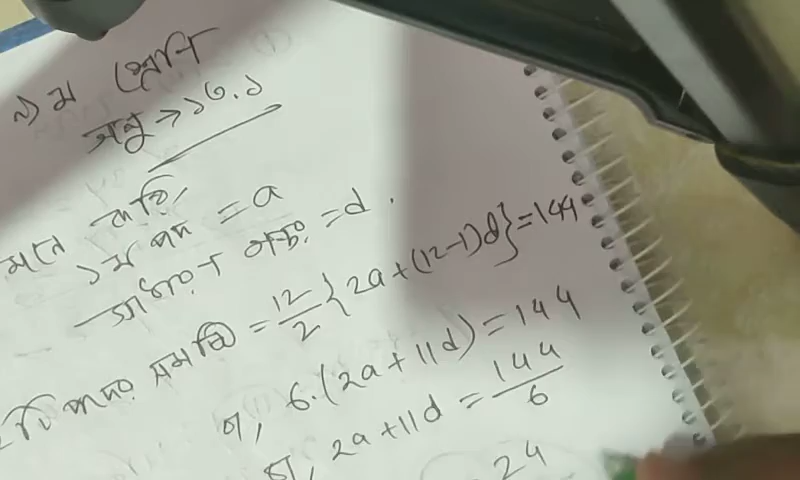 ৯ম শ্রেণি
অনু → ১৩.১
মনে করি,
১ম পদ = a
সাধারণ অন্তর = d.
টি পদের সমষ্টি = 12/2 {2a+(12-1)d} = 144
বা, 6.(2a+11d) = 144
বা, 2a+11d = 144/6
24